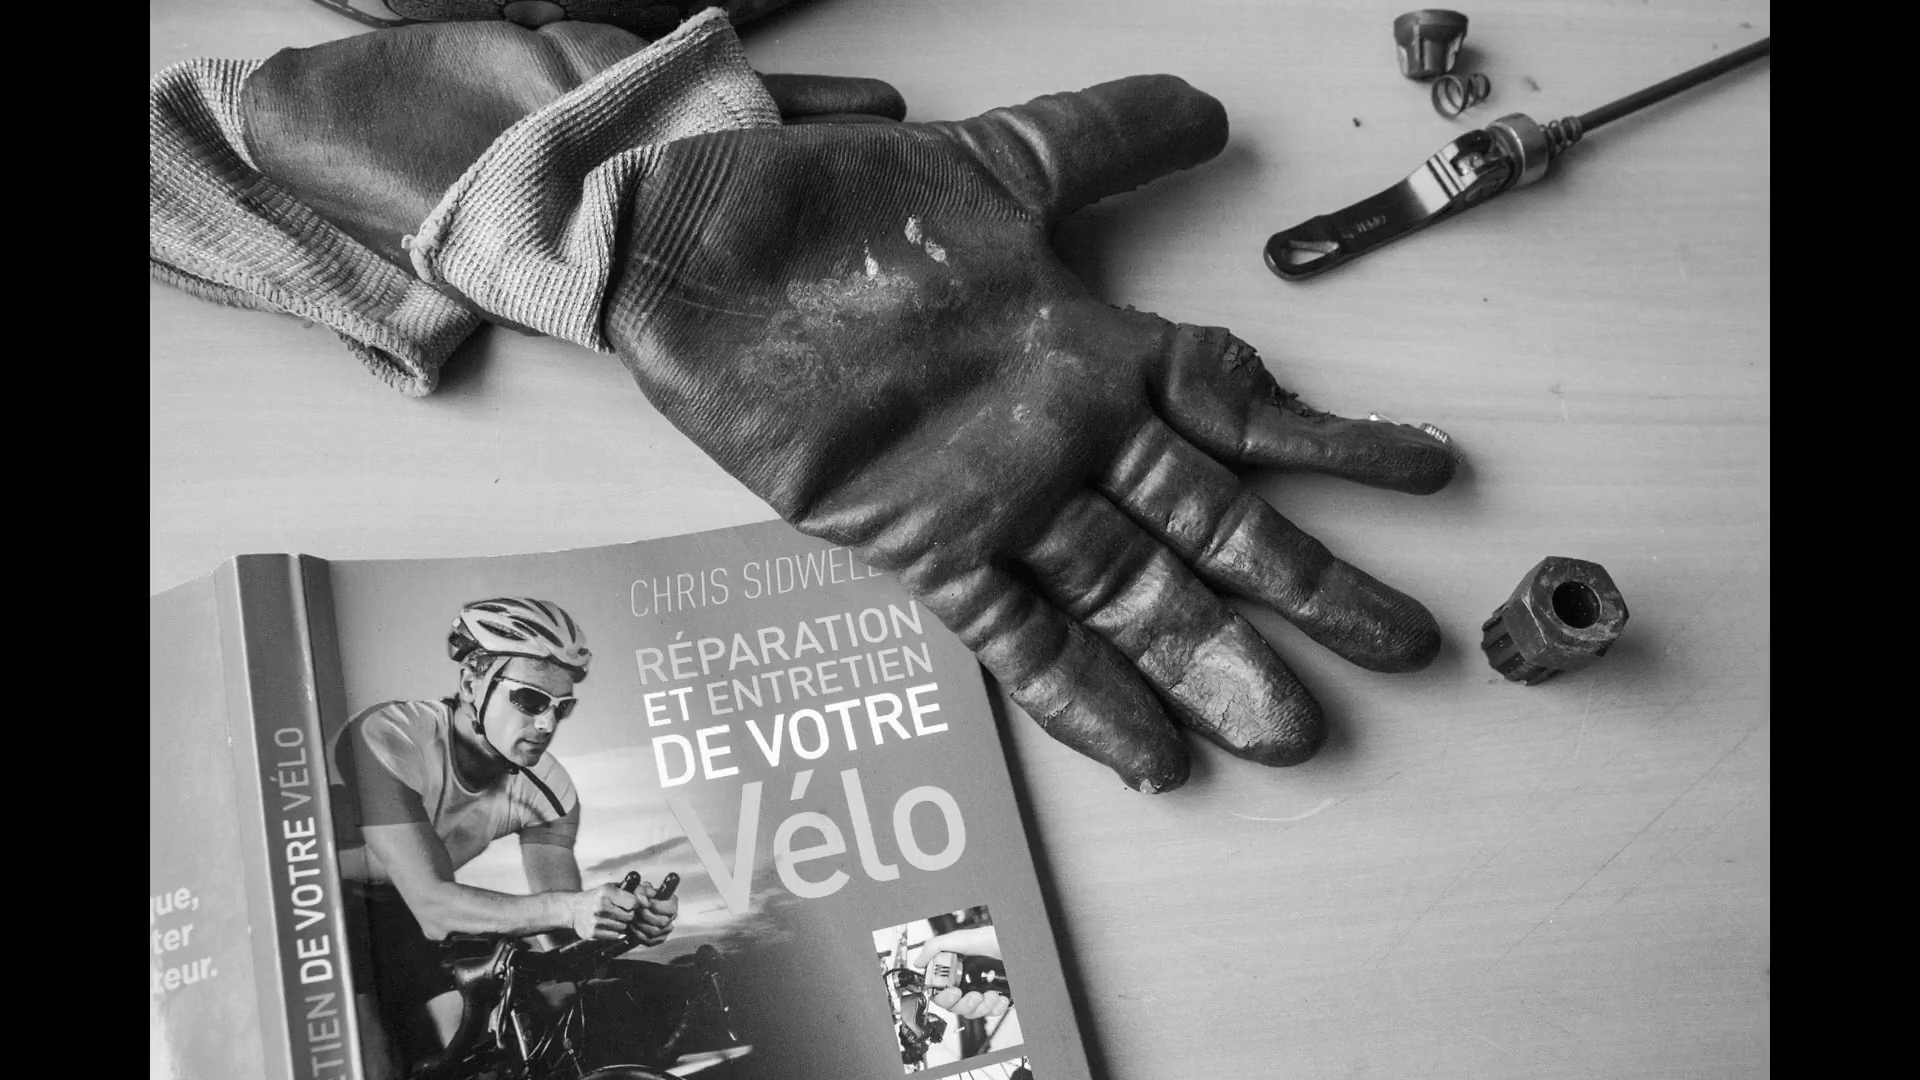 CHRIS SIDWEL
RÉPARATION
ET ENTRETIEN
DE VOTRE
Vélo
TIEN DE VOTRE VÉLO
ue,
ter
teur.